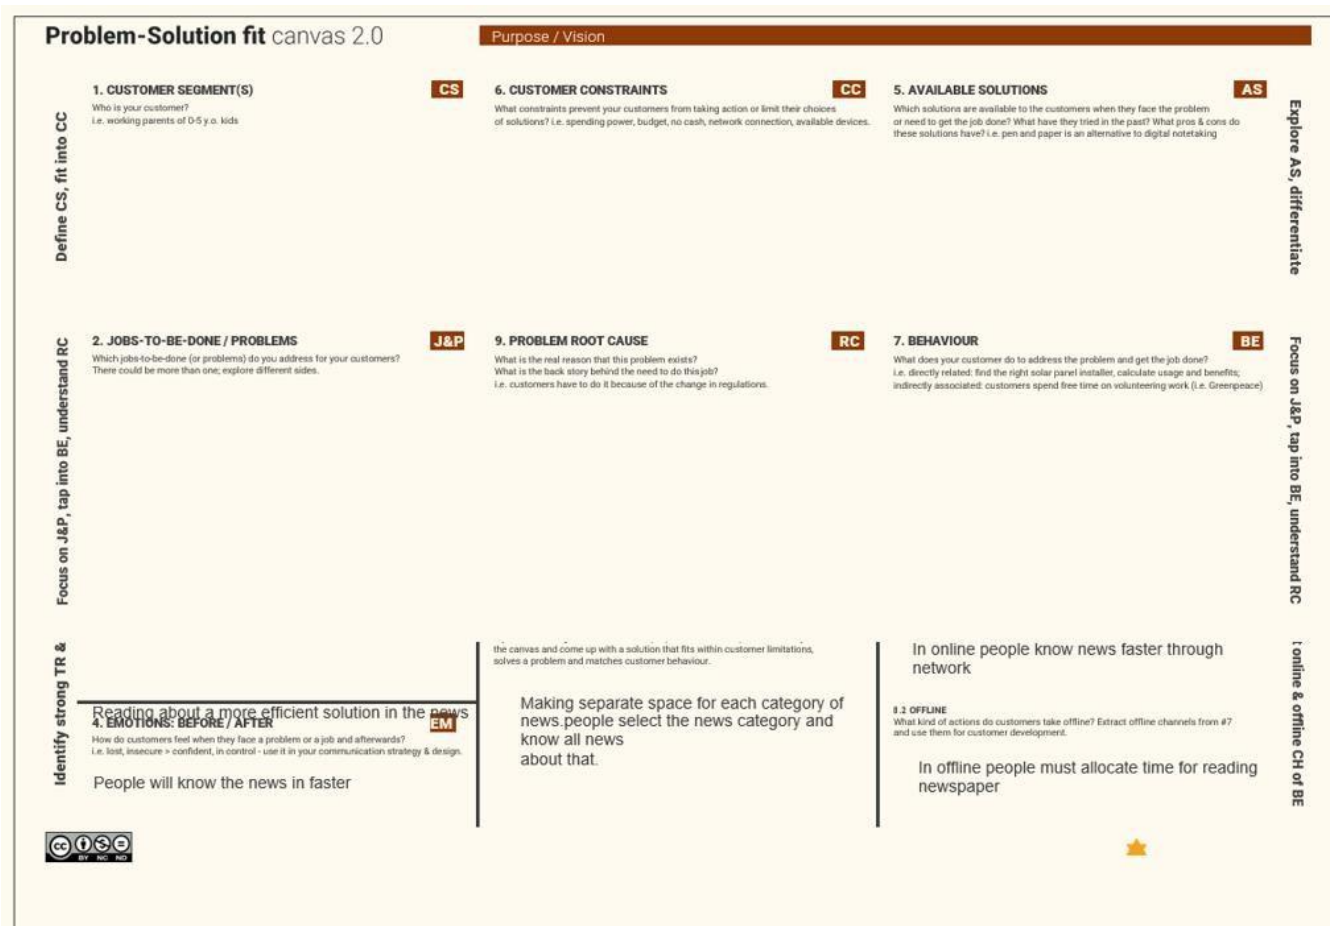 Problem-Solution fit canvas 2.0
Purpose / Vision
Define CS, fit into CC
1. CUSTOMER SEGMENT(S)
CS
Who is your customer?
i.e. working parents of 0-5 y.o. kids
6. CUSTOMER CONSTRAINTS
CC
What constraints prevent your customers from taking action or limit their choices
of solutions? i.e. spending power, budget, no cash, network connection, available devices.
5. AVAILABLE SOLUTIONS
AS
Which solutions are available to the customers when they face the problem
or need to get the job done? What have they tried in the past? What pros & cons do
these solutions have? i.e. pen and paper is an alternative to digital notetaking
Explore AS, differentiate
Focus on J&P, tap into BE, understand RC
2. JOBS-TO-BE-DONE / PROBLEMS
J&P
Which jobs-to-be-done (or problems) do you address for your customers?
There could be more than one; explore different sides.
9. PROBLEM ROOT CAUSE
RC
What is the real reason that this problem exists?
What is the back story behind the need to do this job?
i.e. customers have to do it because of the change in regulations.
7. BEHAVIOUR
BE
What does your customer do to address the problem and get the job done?
i.e. directly related: find the right solar panel installer, calculate usage and benefits;
indirectly associated: customers spend free time on volunteering work (i.e. Greenpeace)
Focus on J&P, tap into BE, understand RC
Identify strong TR &
Reading about a more efficient solution in the news
4. EMOTIONS: BEFORE / AFTER
EM
How do customers feel when they face a problem or a job and afterwards?
i.e. lost, insecure > confident, in control - use it in your communication strategy & design.
People will know the news in faster
the canvas and come up with a solution that fits within customer limitations,
solves a problem and matches customer behaviour.
Making separate space for each category of
news.people select the news category and
know all news
about that.
In online people know news faster through
network
8.2 OFFLINE
What kind of actions do customers take offline? Extract offline channels from #7
and use them for customer development.
In offline people must allocate time for reading
newspaper
online & offline CH of BE
cc
BY NC ND